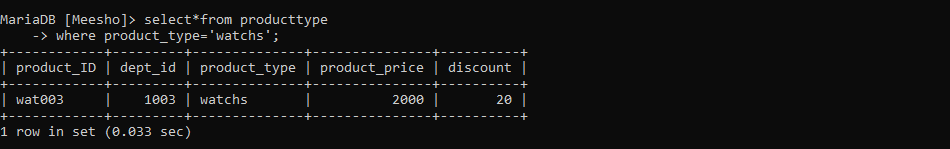 MariaDB [Meesho]> select*from producttype
    -> where product_type='watchs';
+------------+---------+--------------+---------------+----------+
| product_ID | dept_id | product_type | product_price | discount |
+------------+---------+--------------+---------------+----------+
| wat003     |    1003 | watchs       |          2000 |       20 |
+------------+---------+--------------+---------------+----------+
1 row in set (0.033 sec)